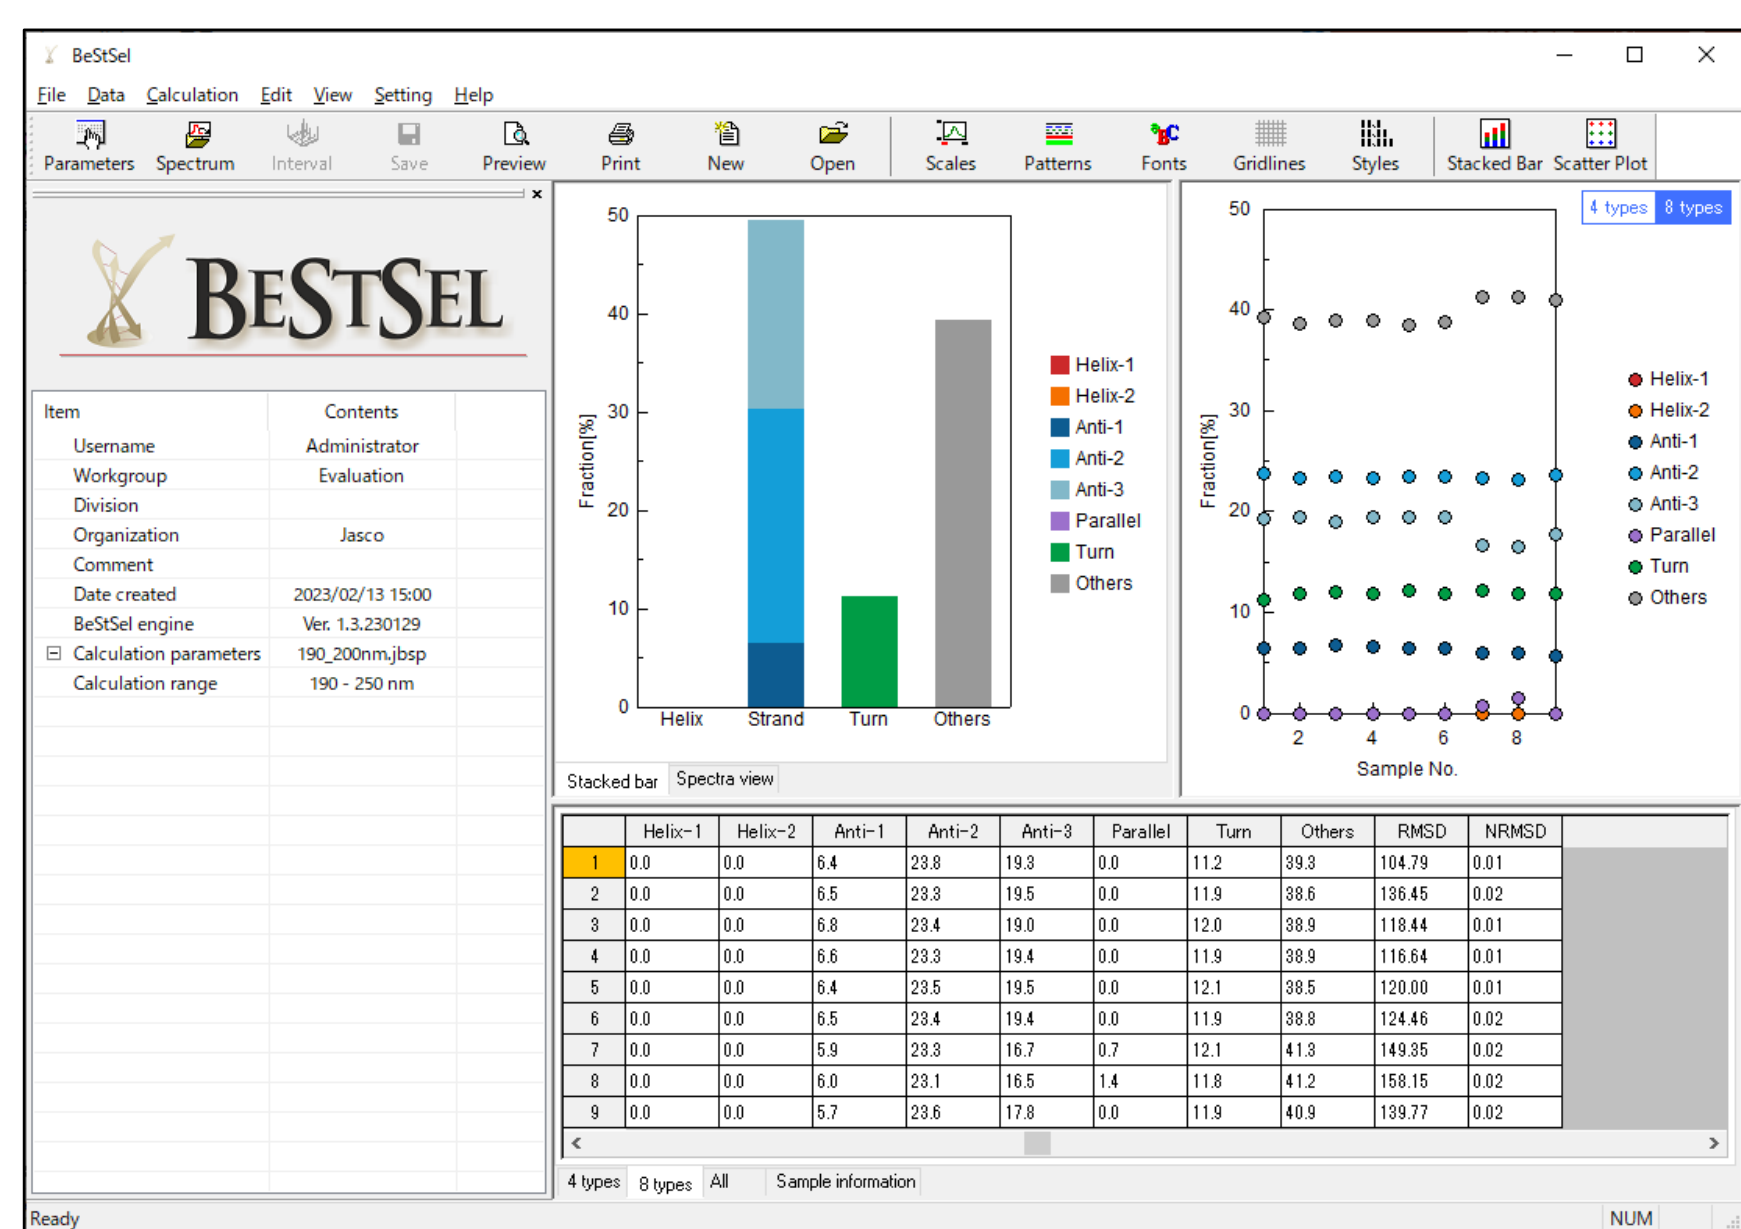 BeStSel
File Data Calculation Edit View Setting Help
Parameters Spectrum Interval Save Preview Print New Open Scales Patterns Fonts Gridlines Styles Stacked Bar Scatter Plot
BESTSEL
Item Contents
Username Administrator
Workgroup Evaluation
Division
Organization Jasco
Comment
Date created 2023/02/13 15:00
BeStSel engine Ver. 1.3.230129
Calculation parameters 190_200nm.jbsp
Calculation range 190 - 250 nm
50
40
30
20
10
0
Fraction[%]
Helix Strand Turn Others
Helix-1
Helix-2
Anti-1
Anti-2
Anti-3
Parallel
Turn
Others
Stacked bar Spectra view
4 types 8 types
50
40
30
20
10
0
Fraction[%]
2 4 6 8
Sample No.
Helix-1
Helix-2
Anti-1
Anti-2
Anti-3
Parallel
Turn
Others
Helix-1 Helix-2 Anti-1 Anti-2 Anti-3 Parallel Turn Others RMSD NRMSD
1 0.0 0.0 6.4 23.8 19.3 0.0 11.2 39.3 104.79 0.01
2 0.0 0.0 6.5 23.3 19.5 0.0 11.9 38.6 136.45 0.02
3 0.0 0.0 6.8 23.4 19.0 0.0 12.0 38.9 118.44 0.01
4 0.0 0.0 6.6 23.3 19.4 0.0 11.9 38.9 116.64 0.01
5 0.0 0.0 6.4 23.5 19.5 0.0 12.1 38.5 120.00 0.01
6 0.0 0.0 6.5 23.4 19.4 0.0 11.9 38.8 124.46 0.02
7 0.0 0.0 5.9 23.3 16.7 0.7 12.1 41.3 149.35 0.02
8 0.0 0.0 6.0 23.1 16.5 1.4 11.8 41.2 158.15 0.02
9 0.0 0.0 5.7 23.6 17.8 0.0 11.9 40.9 139.77 0.02
4 types 8 types All Sample information
Ready NUM